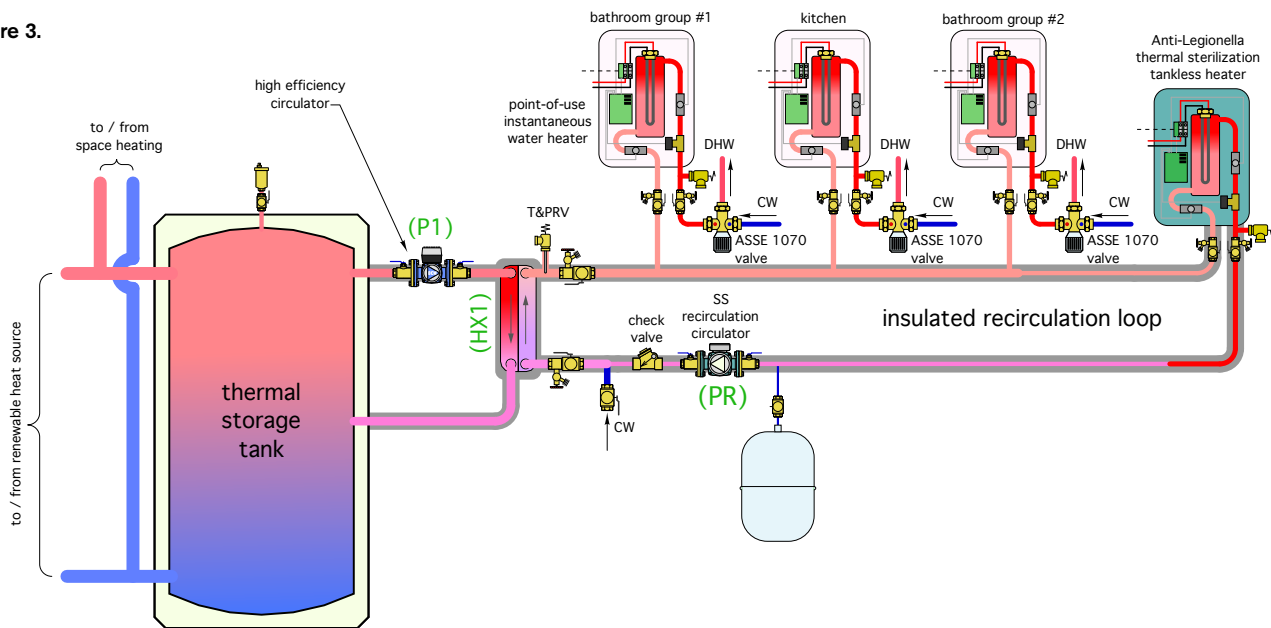 re 3.
bathroom group #1
kitchen
bathroom group #2
Anti-Legionella
thermal sterilization
tankless heater
high efficiency
circulator
point-of-use
instantaneous
water heater
to / from
space heating
DHW
DHW
DHW
CW
CW
CW
T&PRV
(P1)
ASSE 1070
valve
ASSE 1070
valve
ASSE 1070
valve
(HX1)
SS
recirculation
circulator
check
valve
insulated recirculation loop
(PR)
CW
thermal
storage
tank
to / from renewable heat source